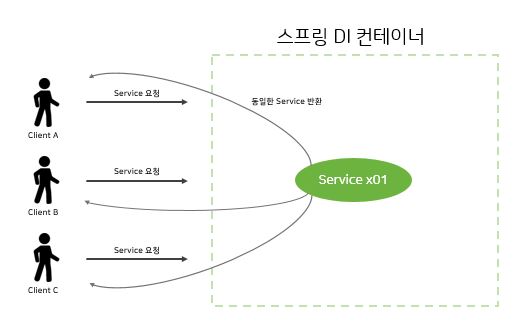 스프링 DI 컨테이너
Service 요청
동일한 Service 반환
Client A
Service 요청
Service x01
Client B
Service 요청
Client C